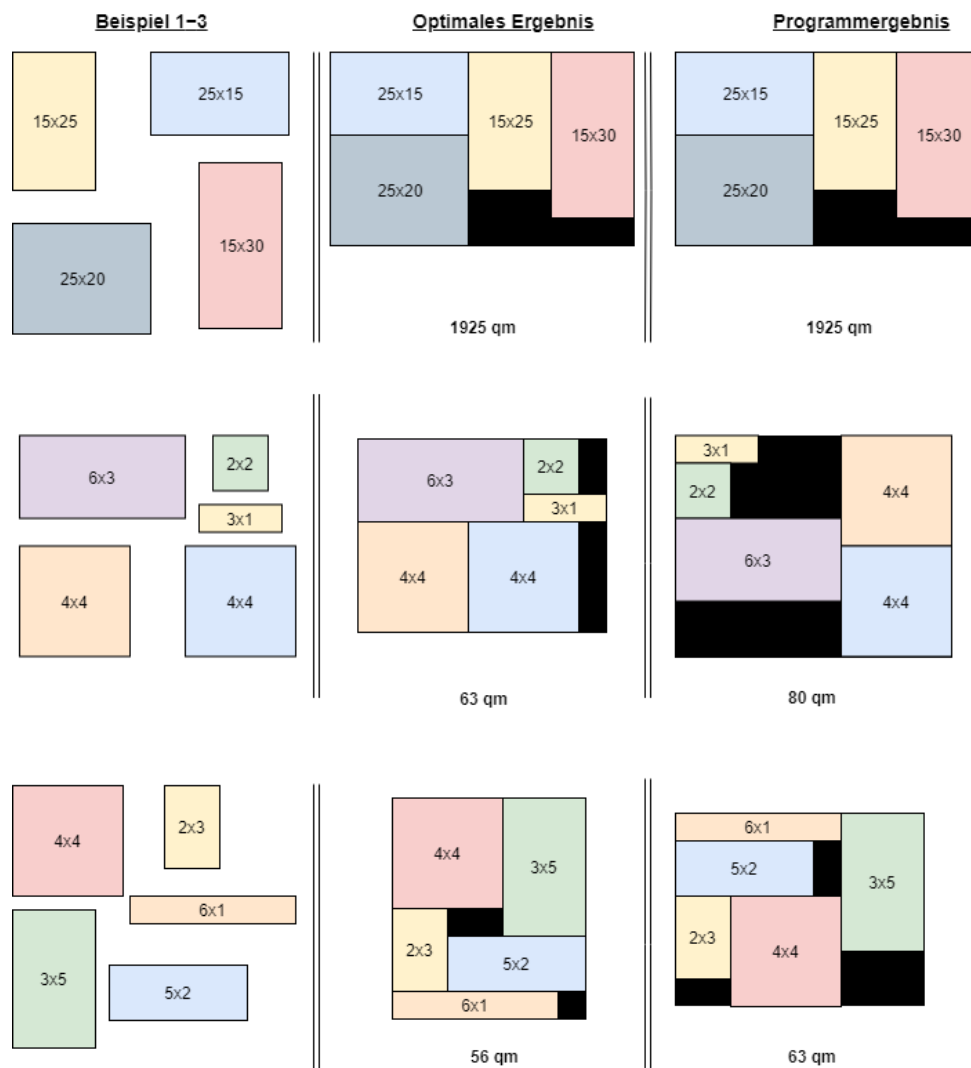 Beispiel 1–3
Optimales Ergebnis
Programmergebnis
15x25
25x15
25x20
15x30
25x15
15x25
15x30
25x20
1925 qm
25x15
15x25
15x30
25x20
1925 qm
6x3
2x2
3x1
4x4
4x4
6x3
2x2
3x1
4x4
4x4
63 qm
3x1
2x2
4x4
6x3
4x4
80 qm
4x4
2x3
6x1
3x5
5x2
4x4
3x5
2x3
5x2
6x1
56 qm
6x1
5x2
3x5
2x3
4x4
63 qm